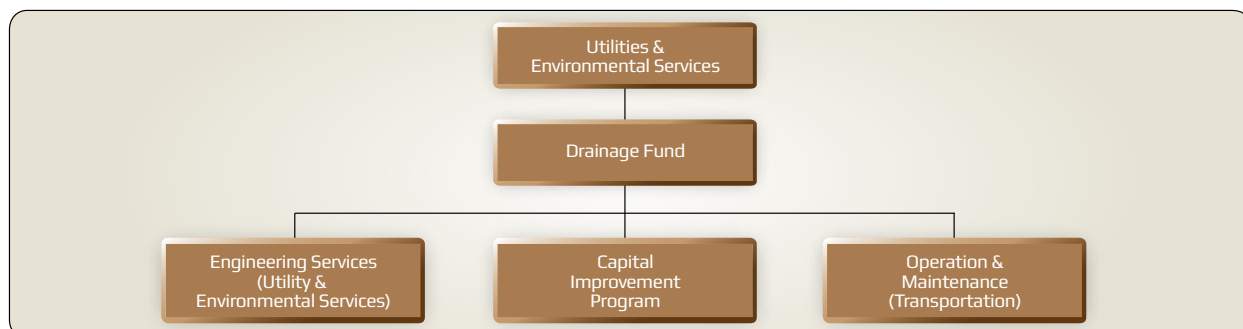 Utilities &
Environmental Services
Drainage Fund
Engineering Services
(Utility &
Environmental Services)
Capital
Improvement
Program
Operation &
Maintenance
(Transportation)